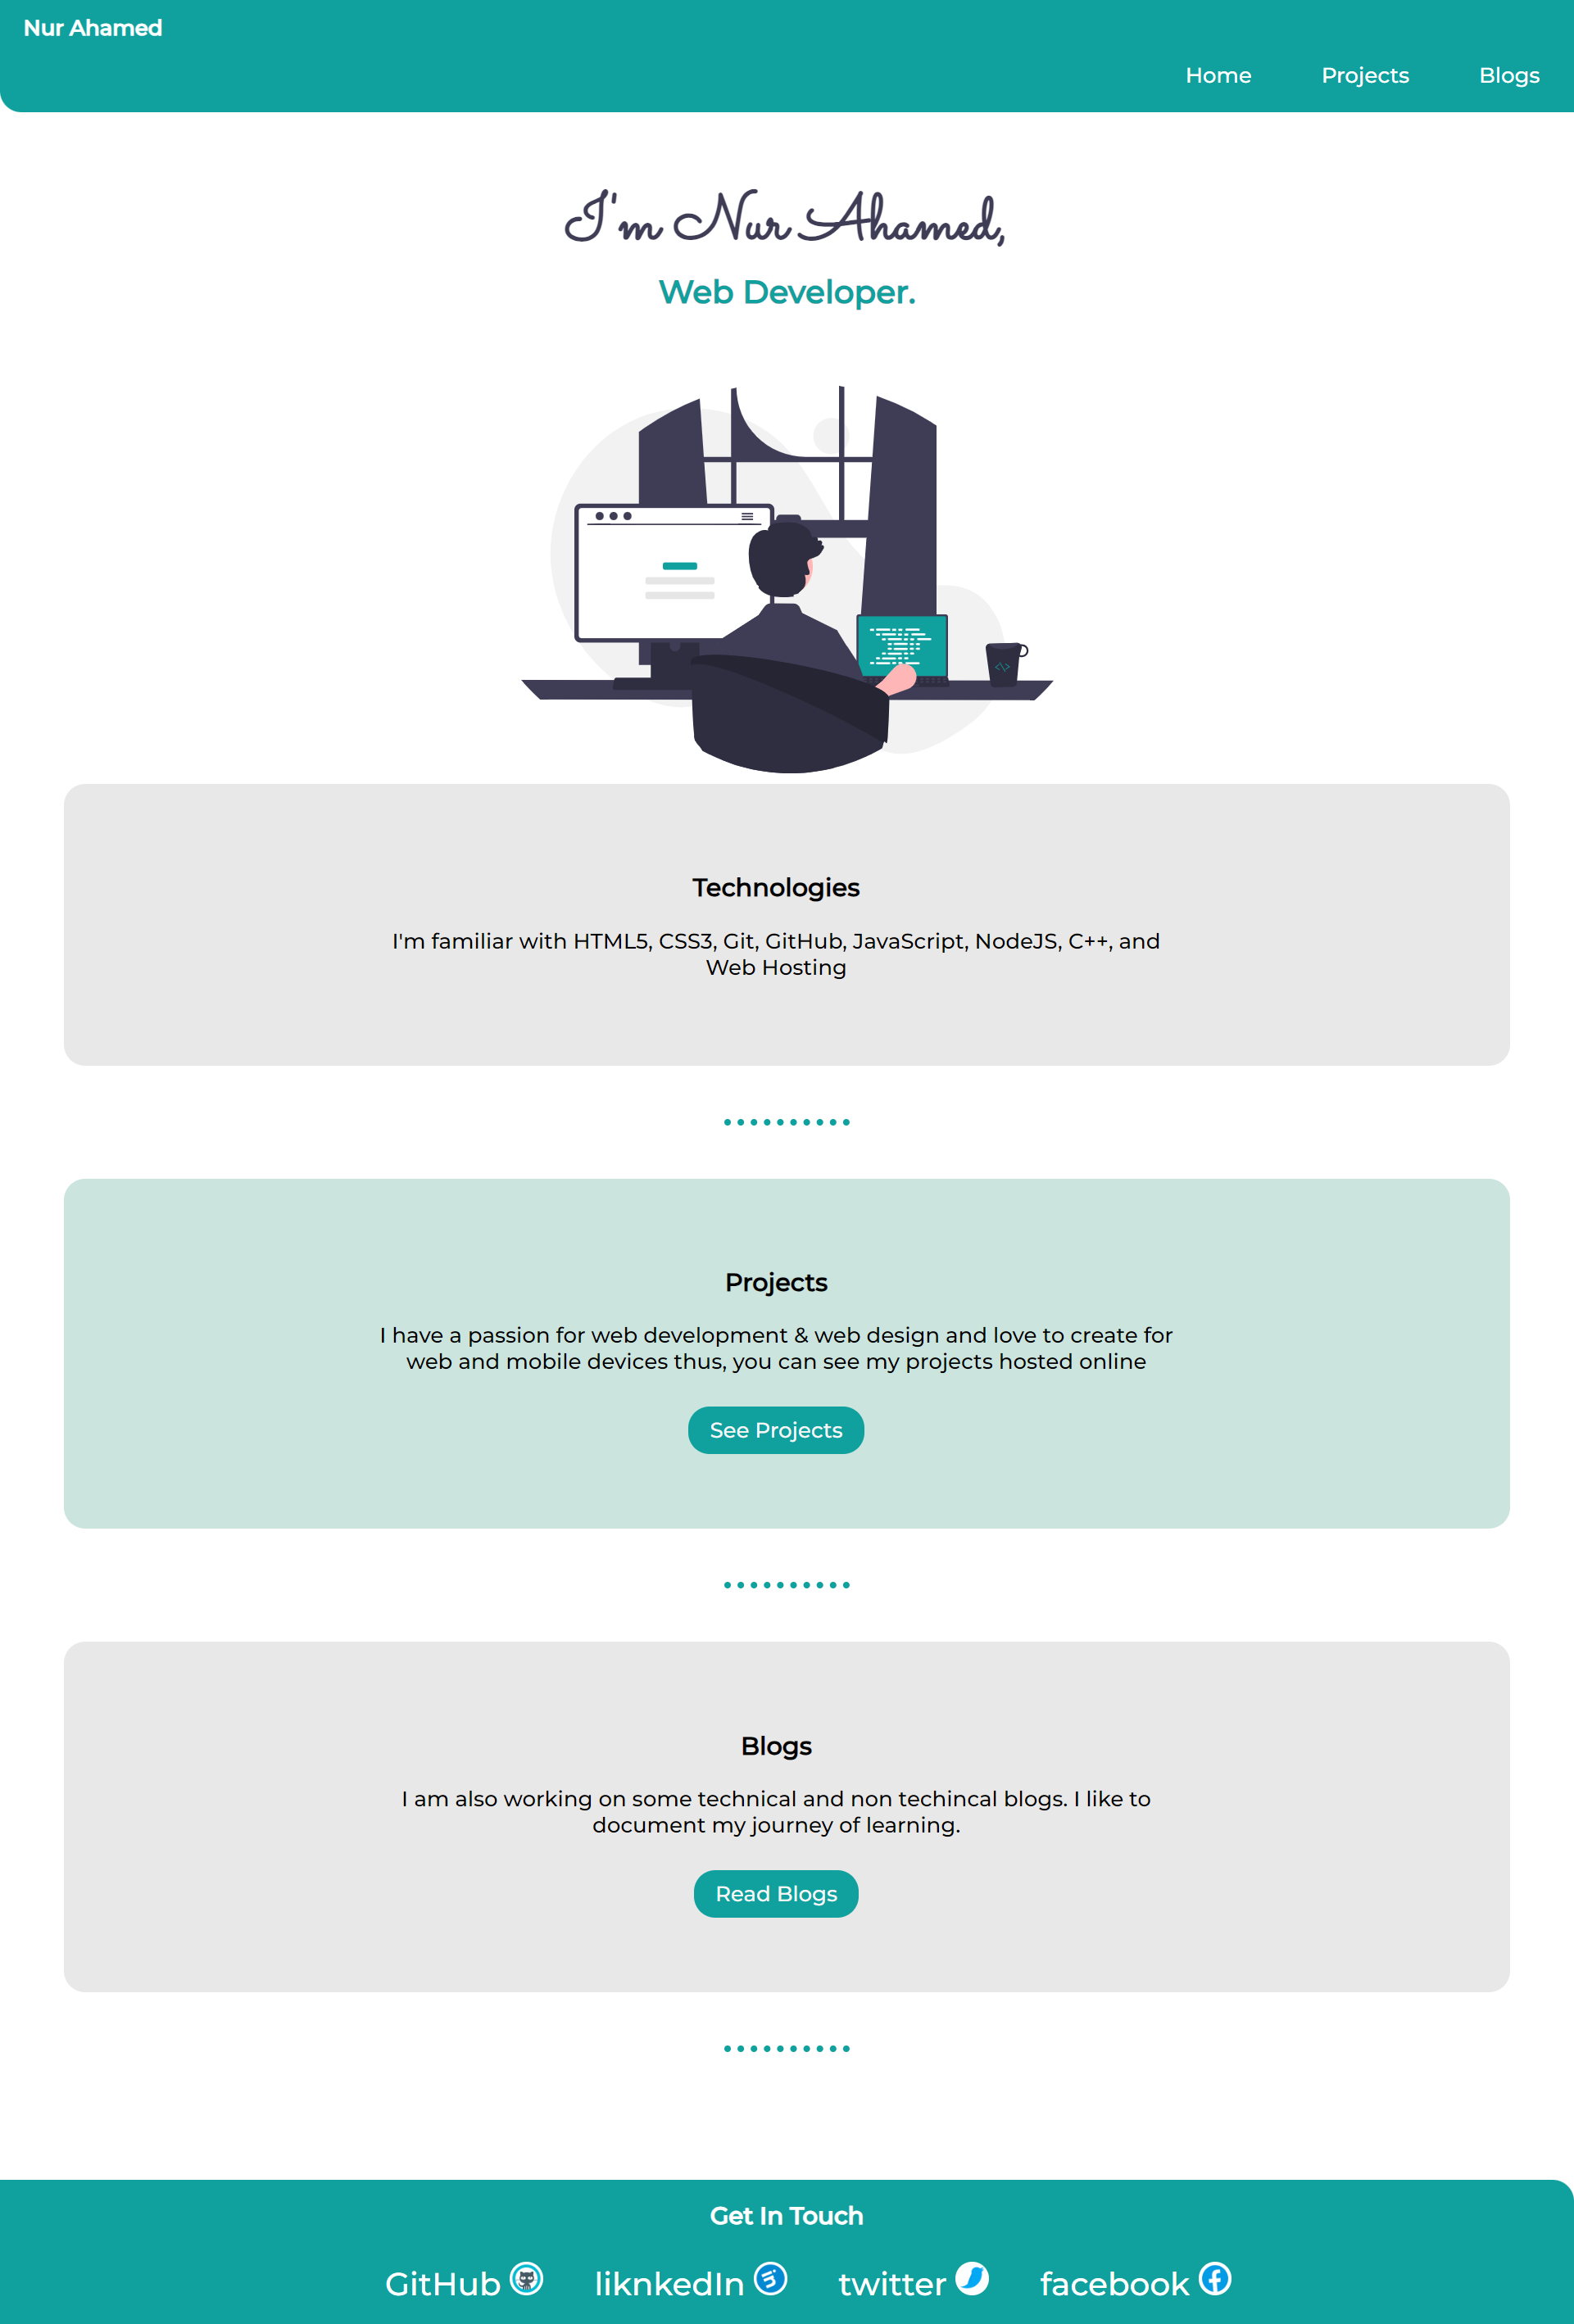 Nur Ahamed
Home Projects Blogs
I'm Nur Ahamed,
Web Developer.
Technologies
I'm familiar with HTML5, CSS3, Git, GitHub, JavaScript, NodeJS, C++, and
Web Hosting
Projects
I have a passion for web development & web design and love to create for
web and mobile devices thus, you can see my projects hosted online
See Projects
Blogs
I am also working on some technical and non techincal blogs. I like to
document my journey of learning.
Read Blogs
Get In Touch
GitHub liknkedIn twitter facebook